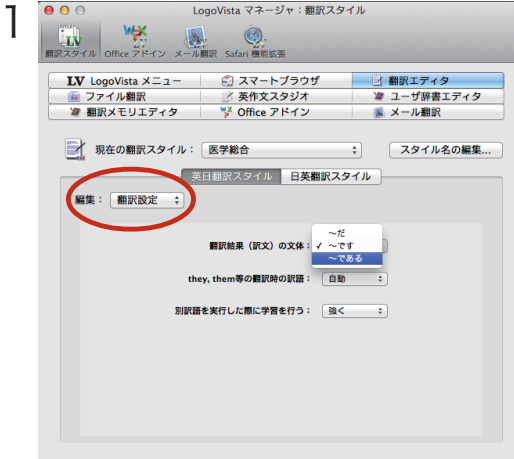 1
LogoVista マネージャ：翻訳スタイル
翻訳スタイル Office アドイン メール翻訳 Safari 機能拡張
LV LogoVista メニュー スマートブラウザ 翻訳エディタ
ファイル翻訳 英作文スタジオ ユーザ辞書エディタ
翻訳メモリエディタ Office アドイン メール翻訳
現在の翻訳スタイル： 医学総合 スタイル名の編集...
英日翻訳スタイル 日英翻訳スタイル
編集： 翻訳設定
～だ
翻訳結果（訳文）の文体： ✓ ～です
～である
they, them等の翻訳時の訳語： 自動
別訳語を実行した際に学習を行う： 強く